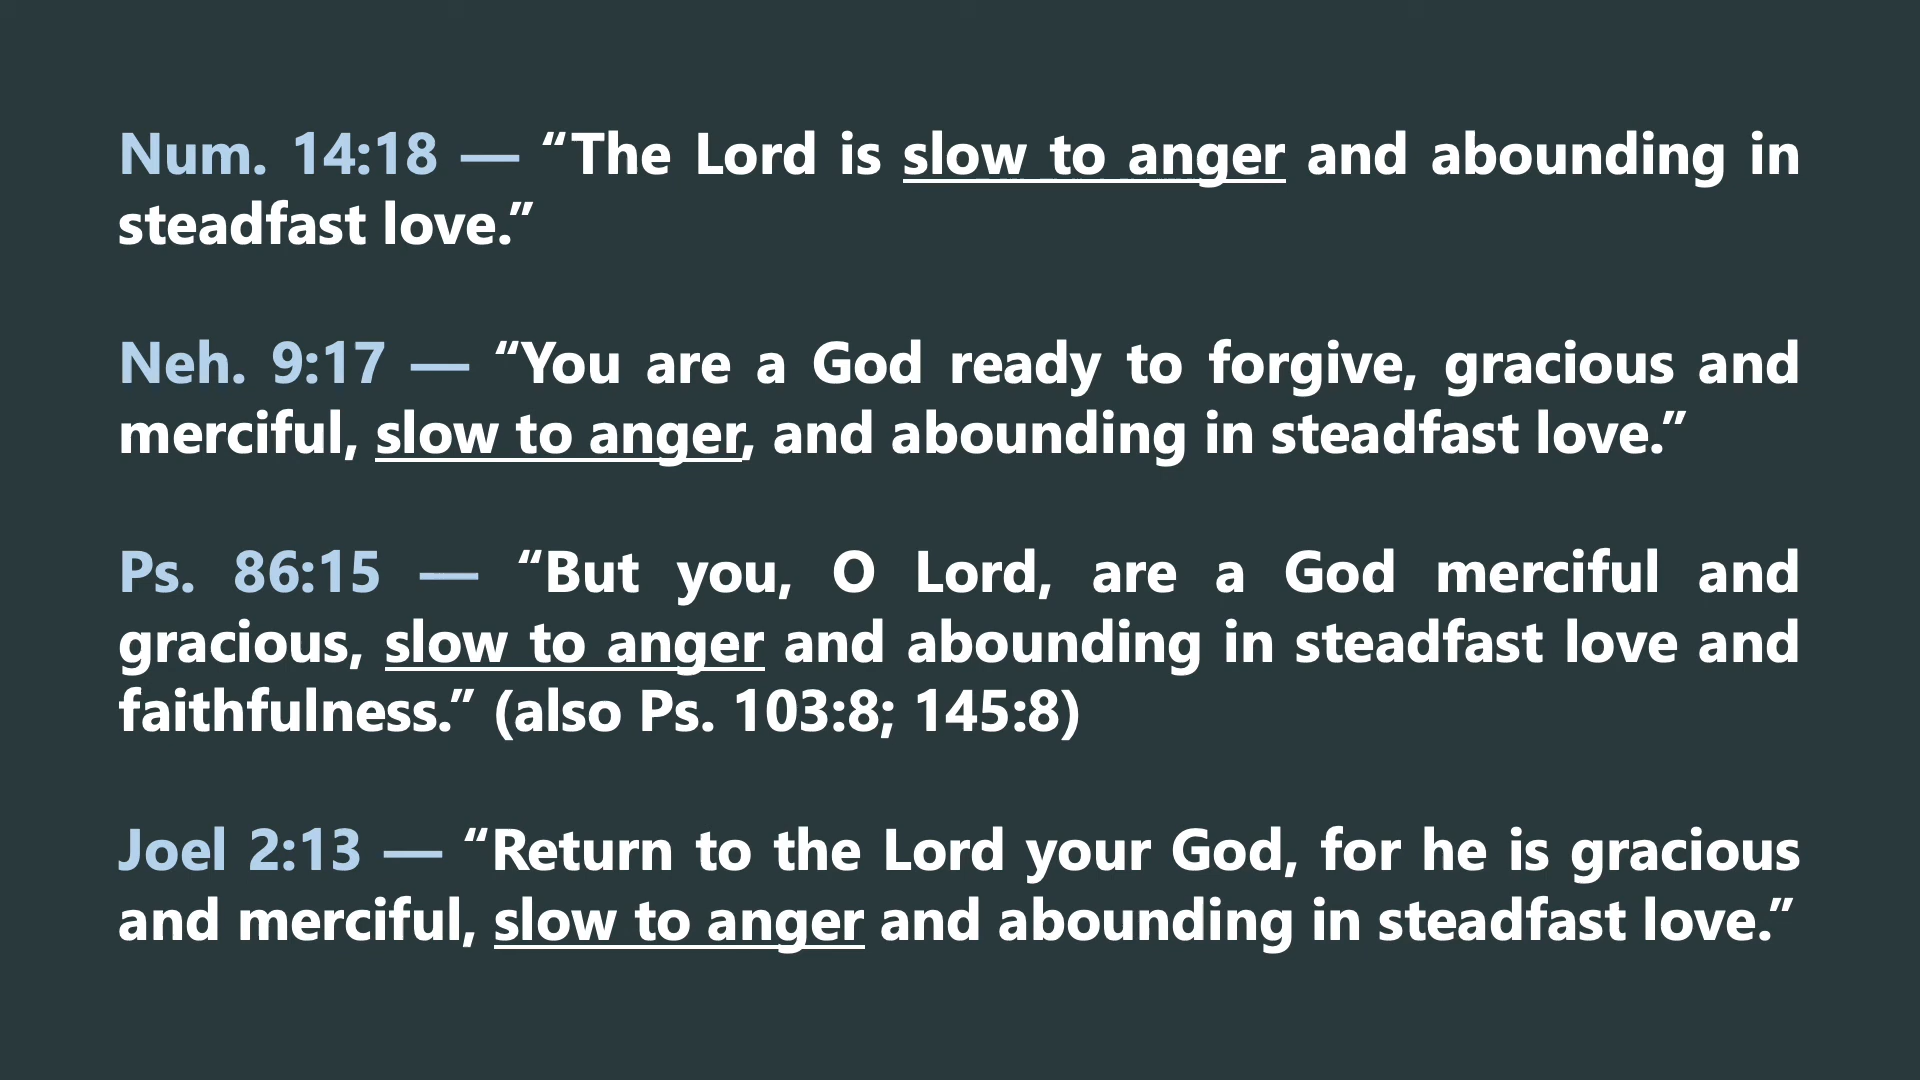 Num. 14:18 — “The Lord is slow to anger and abounding in
steadfast love.”
Neh. 9:17 — “You are a God ready to forgive, gracious and
merciful, slow to anger, and abounding in steadfast love.”
Ps. 86:15 — “But you, O Lord, are a God merciful and
gracious, slow to anger and abounding in steadfast love and
faithfulness.” (also Ps. 103:8; 145:8)
Joel 2:13 — “Return to the Lord your God, for he is gracious
and merciful, slow to anger and abounding in steadfast love.”